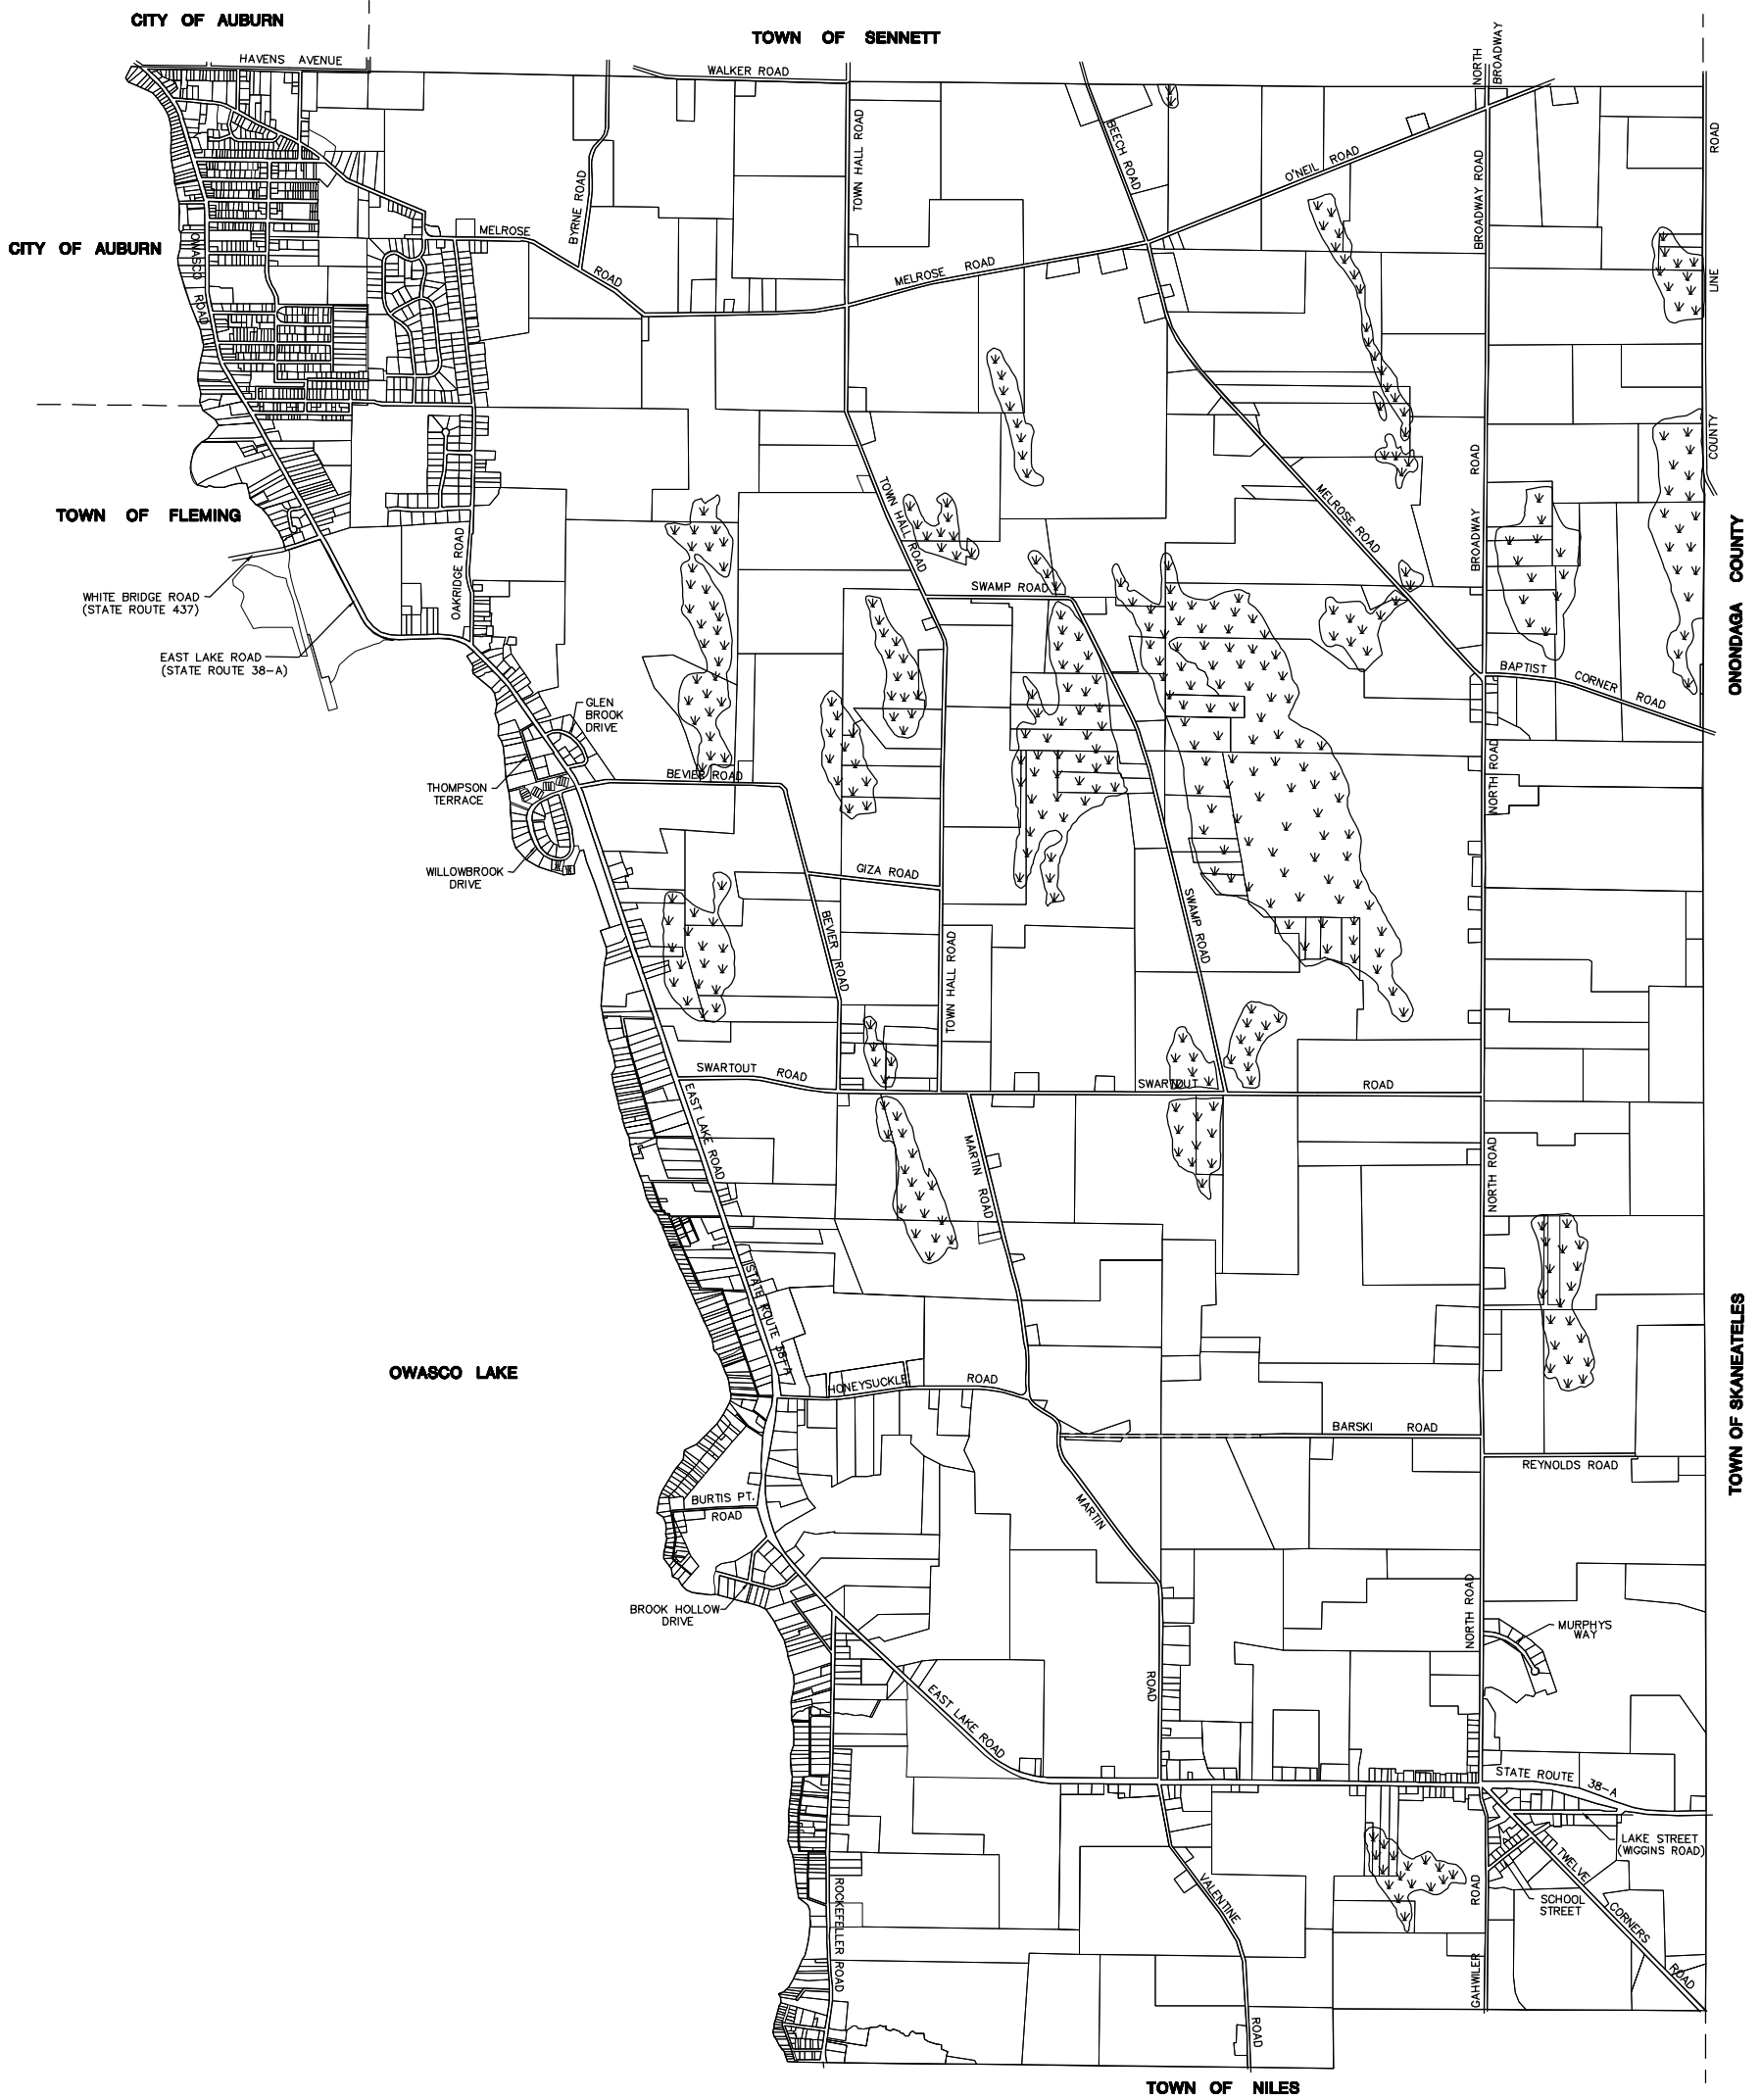 CITY OF AUBURN
TOWN OF SENNETT
NORTH
BROADWAY
HAVENS AVENUE
WALKER ROAD
ROAD
TOWN HALL ROAD
BEECH ROAD
O'NEIL ROAD
BROADWAY ROAD
BYRNE ROAD
MELROSE
ROAD
CITY OF AUBURN
OWASCO
ROAD
MELROSE ROAD
LINE
COUNTY
TOWN OF FLEMING
TOWN HALL ROAD
MELROSE ROAD
BROADWAY ROAD
ONONDAGA COUNTY
OAKRIDGE ROAD
WHITE BRIDGE ROAD
(STATE ROUTE 437)
SWAMP ROAD
EAST LAKE ROAD
(STATE ROUTE 38-A)
BAPTIST
CORNER ROAD
GLEN
BROOK
DRIVE
THOMPSON
TERRACE
BEVIER ROAD
NORTH ROAD
WILLOWBROOK
DRIVE
GIZA ROAD
BEVIER
ROAD
SWAMP ROAD
TOWN HALL ROAD
SWARTOUT ROAD
SWARTOUT
ROAD
EAST LAKE ROAD
MARTIN ROAD
NORTH ROAD
STATE ROUTE 38-A
OWASCO LAKE
HONEYSUCKLE ROAD
TOWN OF SKANEATELES
BARSKI ROAD
REYNOLDS ROAD
BURTIS PT.
ROAD
MARTIN
BROOK HOLLOW
DRIVE
NORTH ROAD
MURPHYS
WAY
ROAD
EAST LAKE ROAD
STATE ROUTE 38-A
LAKE STREET
(WIGGINS ROAD)
TWELVE
CORNERS
ROAD
SCHOOL
STREET
ROCKEFELLER ROAD
VALENTINE
ROAD
GAHWILER
ROAD
TOWN OF NILES